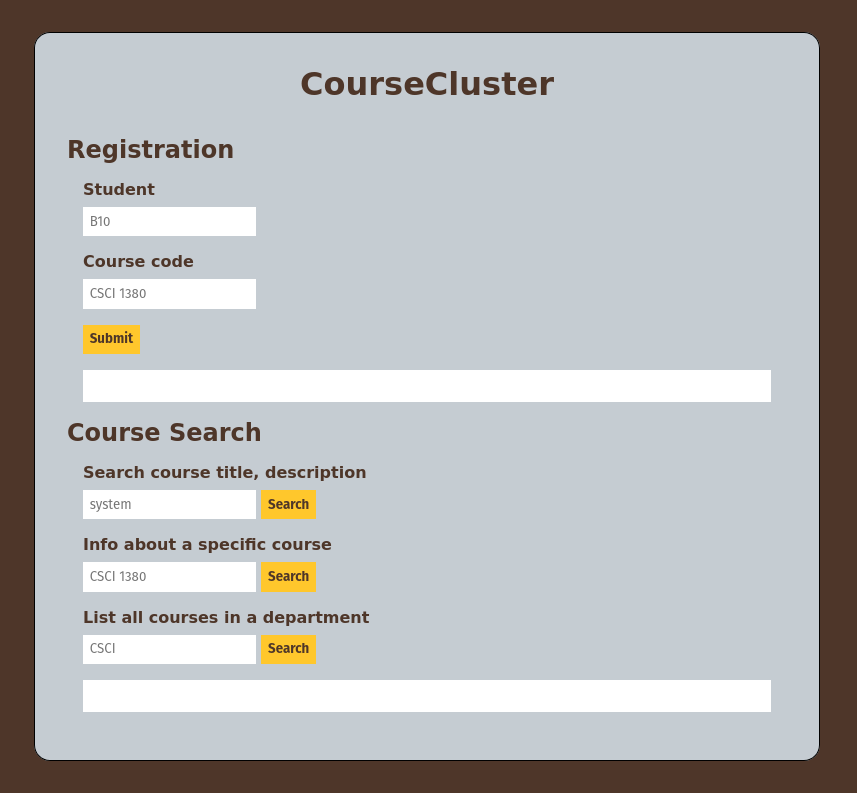 CourseCluster
Registration
Student
B10
Course code
CSCI 1380
Submit
Course Search
Search course title, description
system Search
Info about a specific course
CSCI 1380 Search
List all courses in a department
CSCI Search